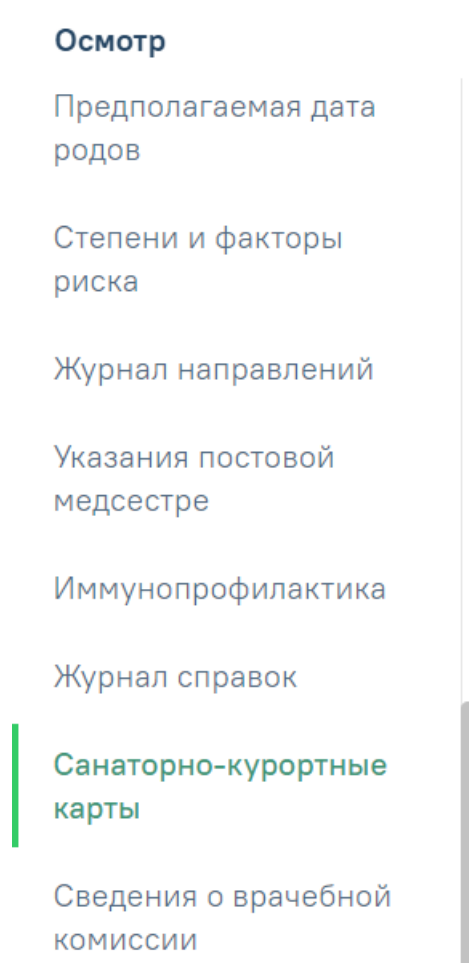 Осмотр
Предполагаемая дата
родов
Степени и факторы
риска
Журнал направлений
Указания постовой
медсестре
Иммунопрофилактика
Журнал справок
Санаторно-курортные
карты
Сведения о врачебной
комиссии